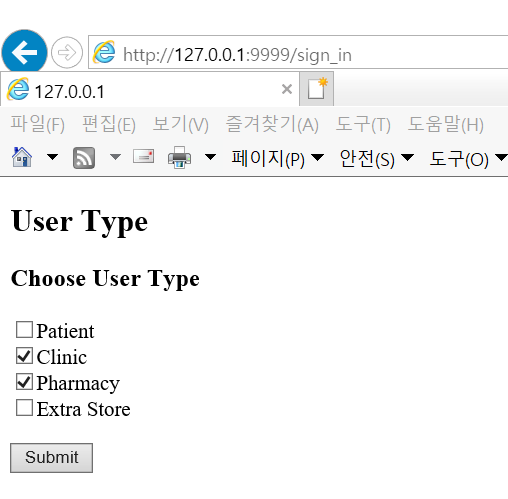 http://127.0.0.1:9999/sign_in
127.0.0.1
파일(F) 편집(E) 보기(V) 즐겨찾기(A) 도구(T) 도움말(H)
페이지(P) 안전(S) 도구(O)
User Type
Choose User Type
Patient
Clinic
Pharmacy
Extra Store
Submit